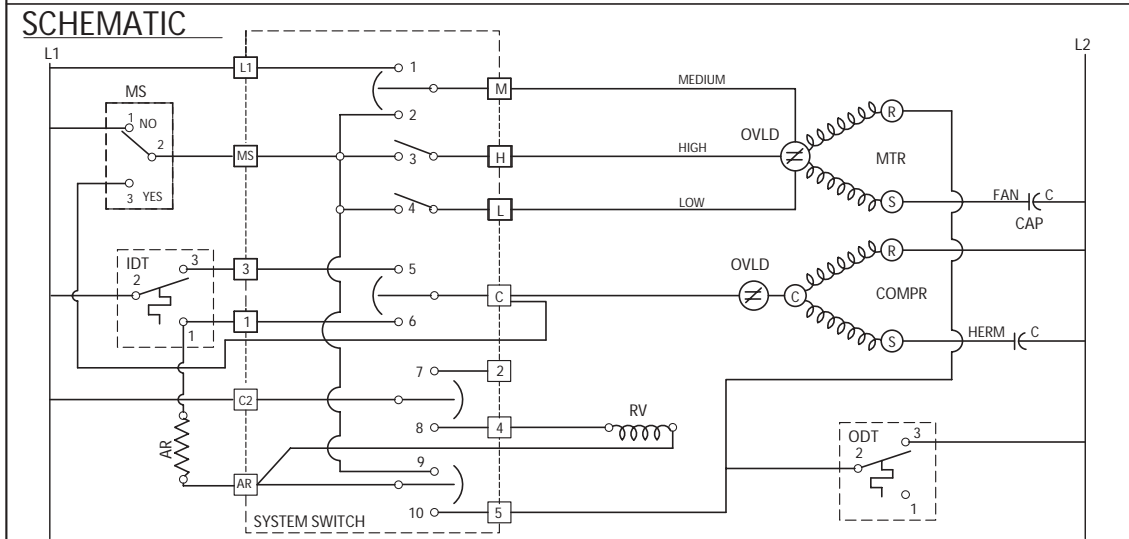 SCHEMATIC
L1
L2
L1
1
M
MEDIUM
MS
1 NO
2
3 YES
2
OVLD
R
MTR
MS
3
H
HIGH
4
L
LOW
S
FAN
C
CAP
IDT
3
2
1
3
5
C
OVLD
C
R
COMPR
1
6
S
HERM
C
7
2
C2
8
4
RV
AR
9
AR
ODT
3
2
1
10
5
SYSTEM SWITCH